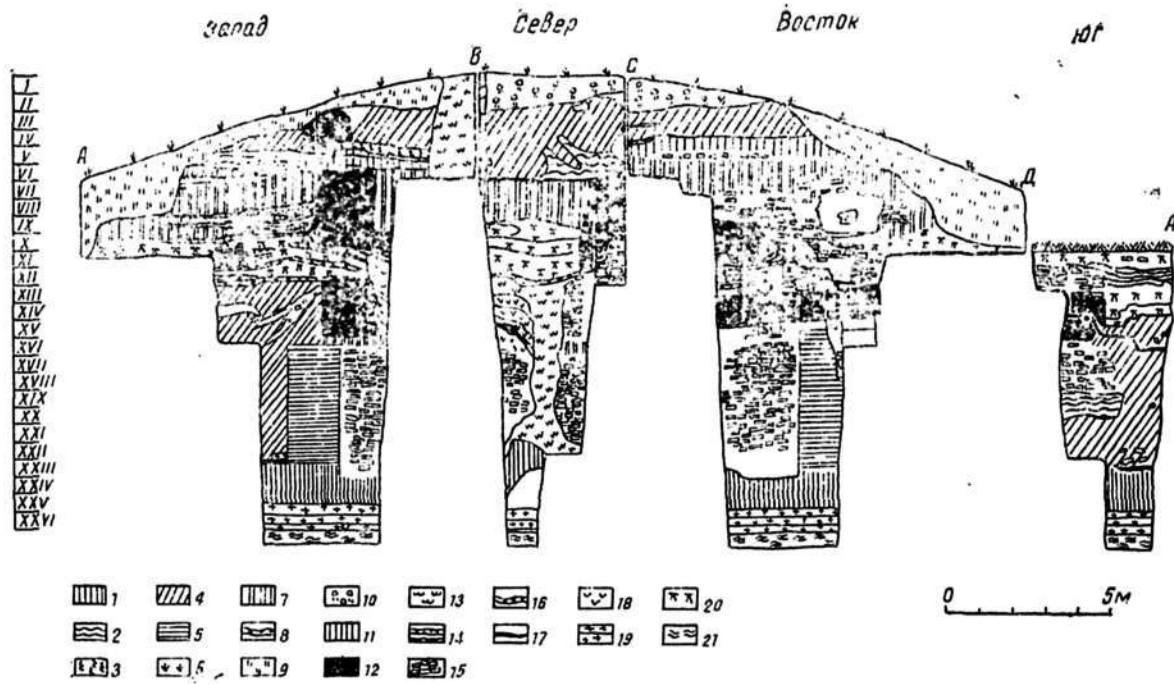 Запад Север Восток Юг
A B C Д A
I
II
III
IV
V
VI
VII
VIII
IX
X
XI
XII
XIII
XIV
XV
XVI
XVII
XVIII
XIX
XX
XXI
XXII
XXIII
XXIV
XXV
XXVI
1 4 7 10 13 16 18 20
2 5 8 11 14 17 19 21
3 6 9 12 15
0 5м